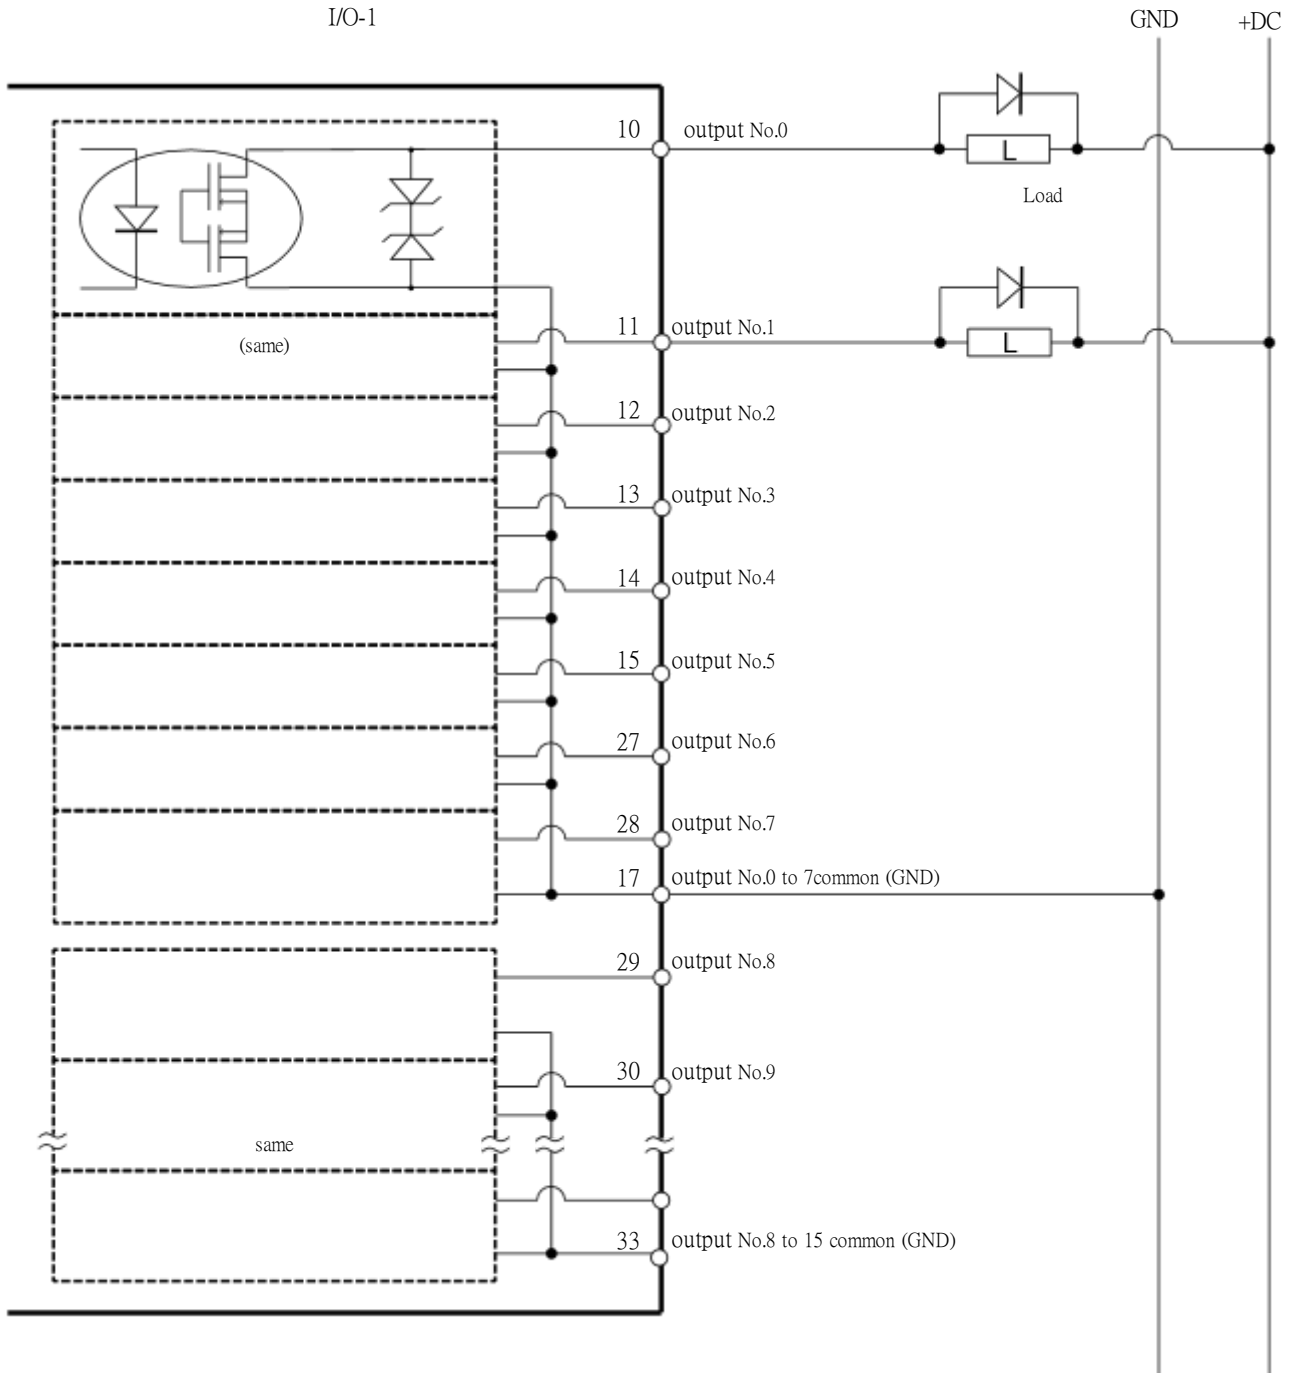 I/O-1
GND
+DC
10
output No.0
L
Load
(same)
11
output No.1
L
12
output No.2
13
output No.3
14
output No.4
15
output No.5
27
output No.6
28
output No.7
17
output No.0 to 7common (GND)
29
output No.8
30
output No.9
same
33
output No.8 to 15 common (GND)